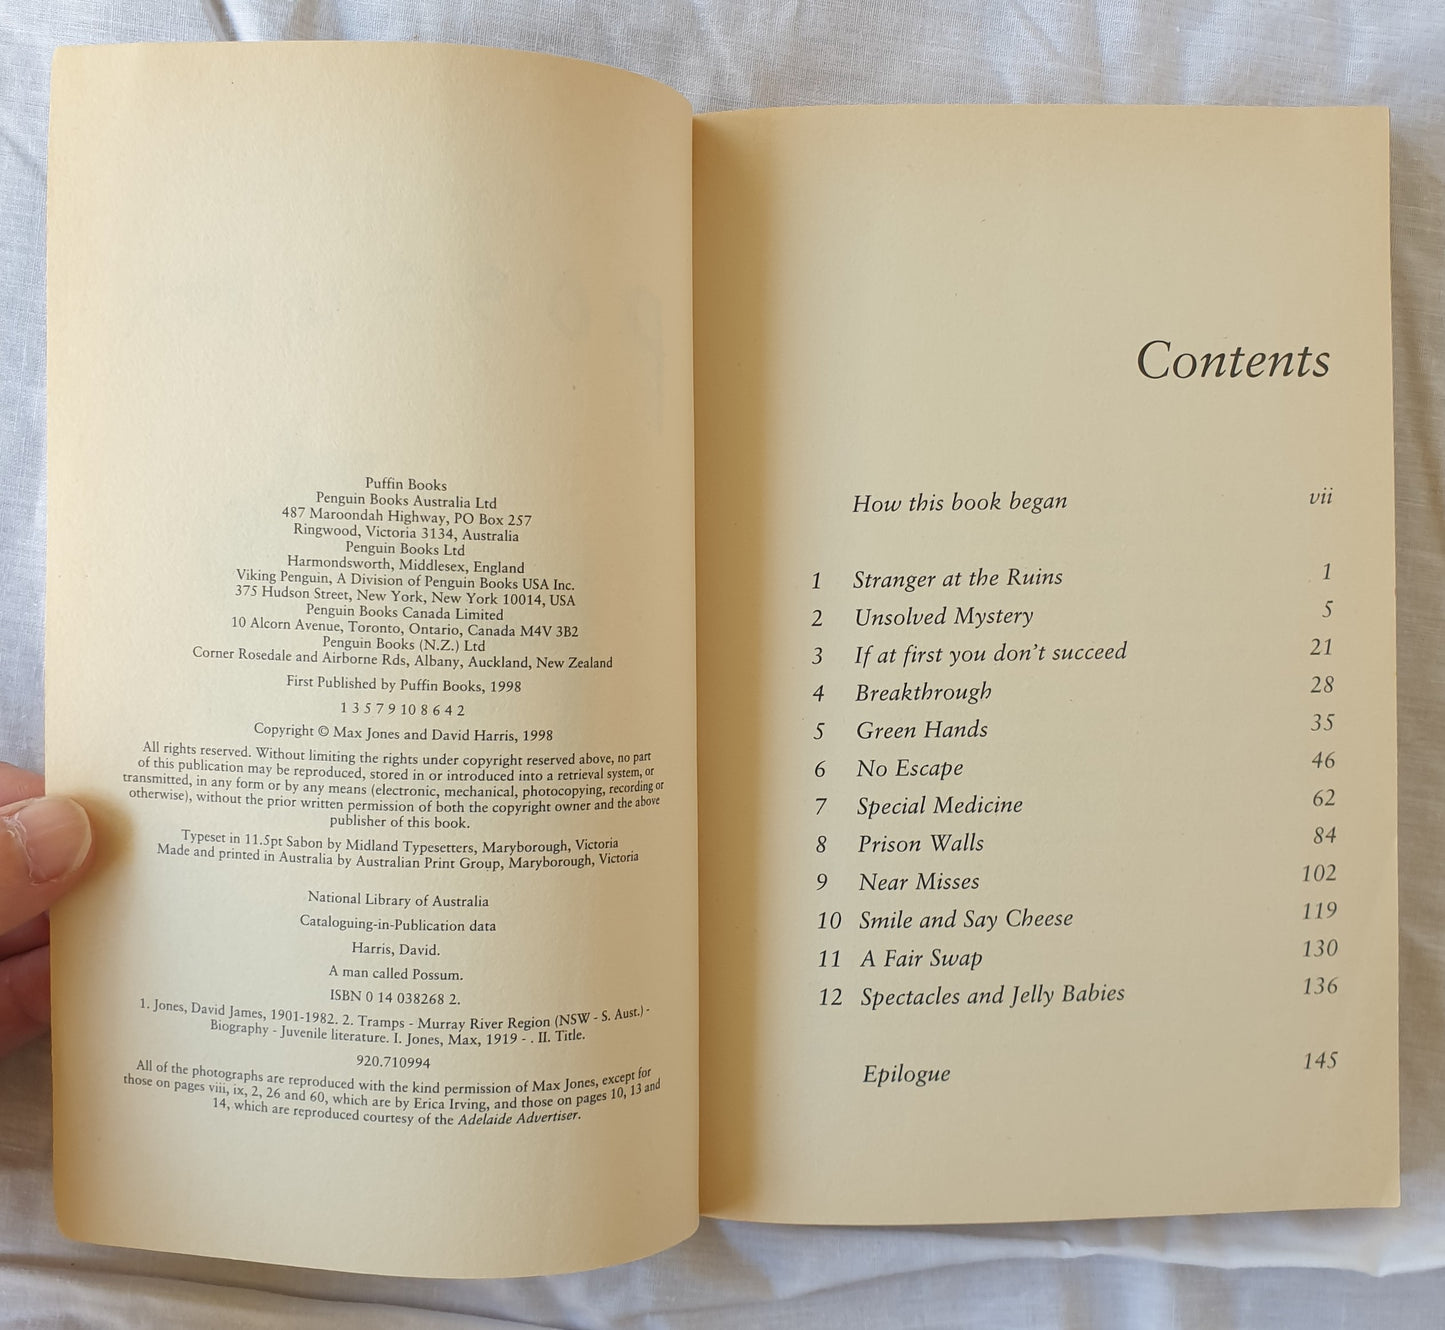 Puffin Books
Penguin Books Australia Ltd
487 Maroondah Highway, PO Box 257
Ringwood, Victoria 3134, Australia
Penguin Books Ltd
Harmondsworth, Middlesex, England
Viking Penguin, A Division of Penguin Books USA Inc.
375 Hudson Street, New York, New York 10014, USA
Penguin Books Canada Limited
10 Alcorn Avenue, Toronto, Ontario, Canada M4V 3B2
Penguin Books (N.Z.) Ltd
Corner Rosedale and Airborne Rds, Albany, Auckland, New Zealand
First Published by Puffin Books, 1998
1 3 5 7 9 10 8 6 4 2
Copyright © Max Jones and David Harris, 1998
All rights reserved. Without limiting the rights under copyright reserved above, no part
of this publication may be reproduced, stored in or introduced into a retrieval system, or
transmitted, in any form or by any means (electronic, mechanical, photocopying, recording or
otherwise), without the prior written permission of both the copyright owner and the above
publisher of this book.
Typeset in 11.5pt Sabon by Midland Typesetters, Maryborough, Victoria
Made and printed in Australia by Australian Print Group, Maryborough, Victoria
National Library of Australia
Cataloguing-in-Publication data
Harris, David.
A man called Possum.
ISBN 0 14 038268 2.
1. Jones, David James, 1901-1982. 2. Tramps - Murray River Region (NSW - S. Aust.) -
Biography - Juvenile literature. I. Jones, Max, 1919 - . II. Title.
920.710994
All of the photographs are reproduced with the kind permission of Max Jones, except for
those on pages viii, ix, 2, 26 and 60, which are by Erica Irving, and those on pages 10, 13 and
14, which are reproduced courtesy of the Adelaide Advertiser.
Contents
How this book began vii
1 Stranger at the Ruins 1
2 Unsolved Mystery 5
3 If at first you don't succeed 21
4 Breakthrough 28
5 Green Hands 35
6 No Escape 46
7 Special Medicine 62
8 Prison Walls 84
9 Near Misses 102
10 Smile and Say Cheese 119
11 A Fair Swap 130
12 Spectacles and Jelly Babies 136
Epilogue 145